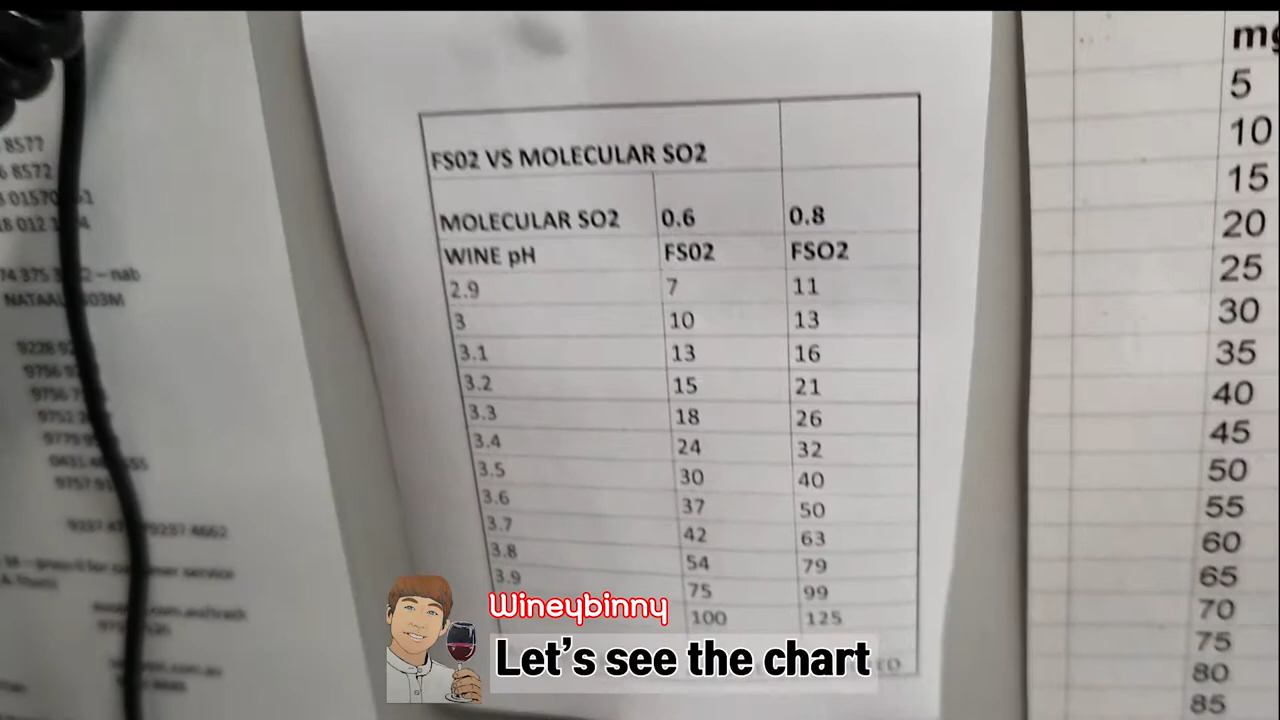 8577
8572
nab
FS02 VS MOLECULAR SO2
MOLECULAR SO2 0.6 0.8
WINE pH FS02 FSO2
2.9 7 11
3 10 13
3.1 13 16
3.2 15 21
3.3 18 26
3.4 24 32
3.5 30 40
3.6 37 50
3.7 42 63
3.8 54 79
3.9 75 99
100 125
5
10
15
20
25
30
35
40
45
50
55
60
65
70
75
80
85
Wineybinny
Let's see the chart